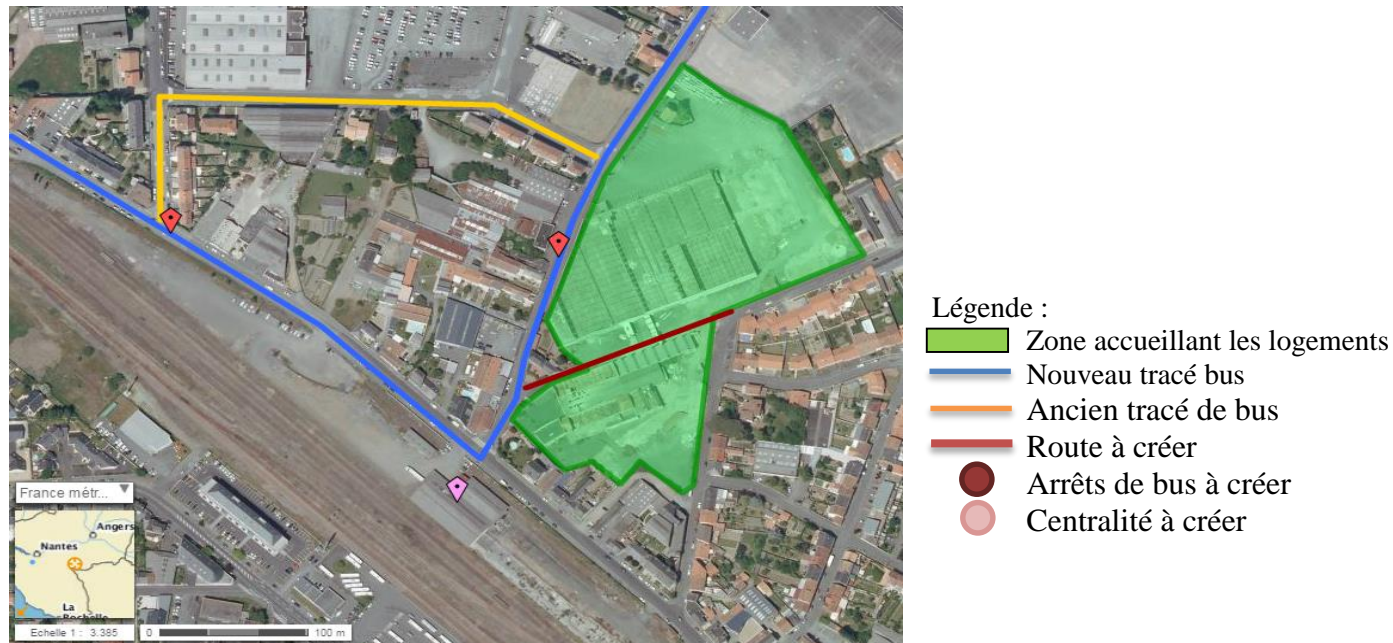 Légende :
Zone accueillant les logements
Nouveau tracé bus
Ancien tracé de bus
Route à créer
Arrêts de bus à créer
Centralité à créer
France métr...
Angers
Nantes
La
Rochelle
Echelle 1 : 3.385
0 100 m